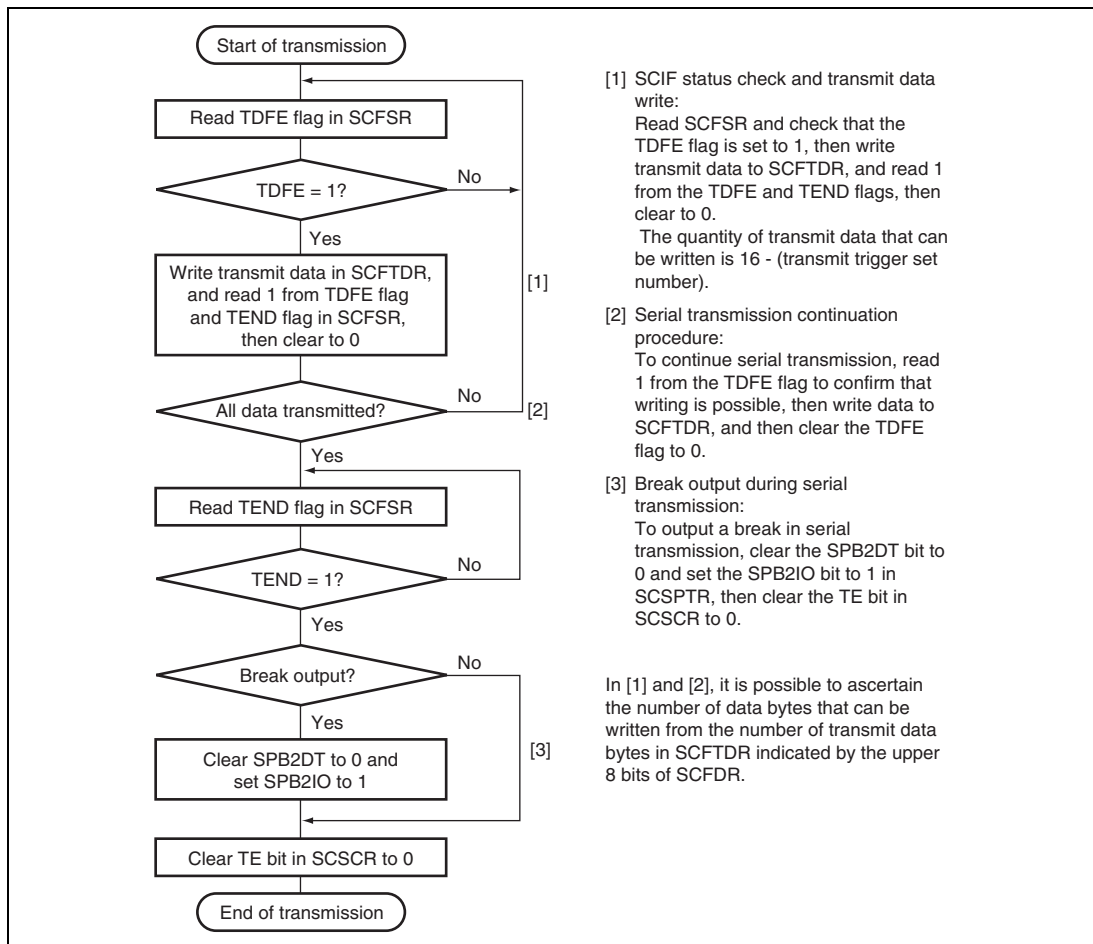 Start of transmission
Read TDFE flag in SCFSR
TDFE = 1?
No
Yes
Write transmit data in SCFTDR,
and read 1 from TDFE flag
and TEND flag in SCFSR,
then clear to 0
[1]
All data transmitted?
No
[2]
Yes
Read TEND flag in SCFSR
TEND = 1?
No
Yes
Break output?
No
Yes
Clear SPB2DT to 0 and
set SPB2IO to 1
[3]
Clear TE bit in SCSCR to 0
End of transmission
[1] SCIF status check and transmit data
write:
Read SCFSR and check that the
TDFE flag is set to 1, then write
transmit data to SCFTDR, and read 1
from the TDFE and TEND flags, then
clear to 0.
The quantity of transmit data that can
be written is 16 - (transmit trigger set
number).
[2] Serial transmission continuation
procedure:
To continue serial transmission, read
1 from the TDFE flag to confirm that
writing is possible, then write data to
SCFTDR, and then clear the TDFE
flag to 0.
[3] Break output during serial
transmission:
To output a break in serial
transmission, clear the SPB2DT bit to
0 and set the SPB2IO bit to 1 in
SCSPTR, then clear the TE bit in
SCSCR to 0.
In [1] and [2], it is possible to ascertain
the number of data bytes that can be
written from the number of transmit data
bytes in SCFTDR indicated by the upper
8 bits of SCFDR.